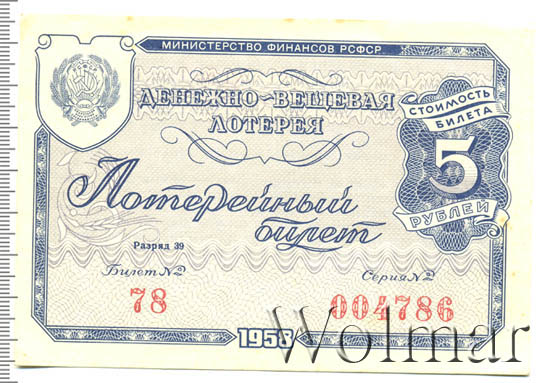 МИНИСТЕРСТВО ФИНАНСОВ РСФСР
ДЕНЕЖНО-ВЕЩЕВАЯ
ЛОТЕРЕЯ
СТОИМОСТЬ
БИЛЕТА
5
РУБЛЕЙ
Лотерейный
билет
Разряд 39
Билет № Серия №
78 004786
1958
Wolmar